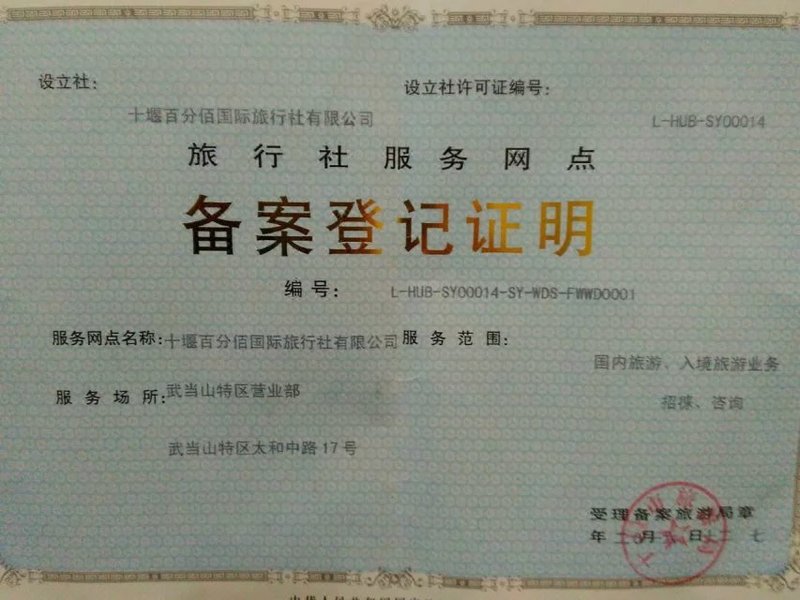 设立社:
设立社许可证编号:
十堰百分佰国际旅行社有限公司
L-HUB-SY00014
旅行社服务网点
备案登记证明
编号:
L-HUB-SY00014-SY-WDS-FWWD0001
服务网点名称:
十堰百分佰国际旅行社有限公司
武当山特区营业部
服务范围:
国内旅游、入境旅游业务
招徕、咨询
服务场所:
武当山特区太和中路17号
受理备案旅游局章